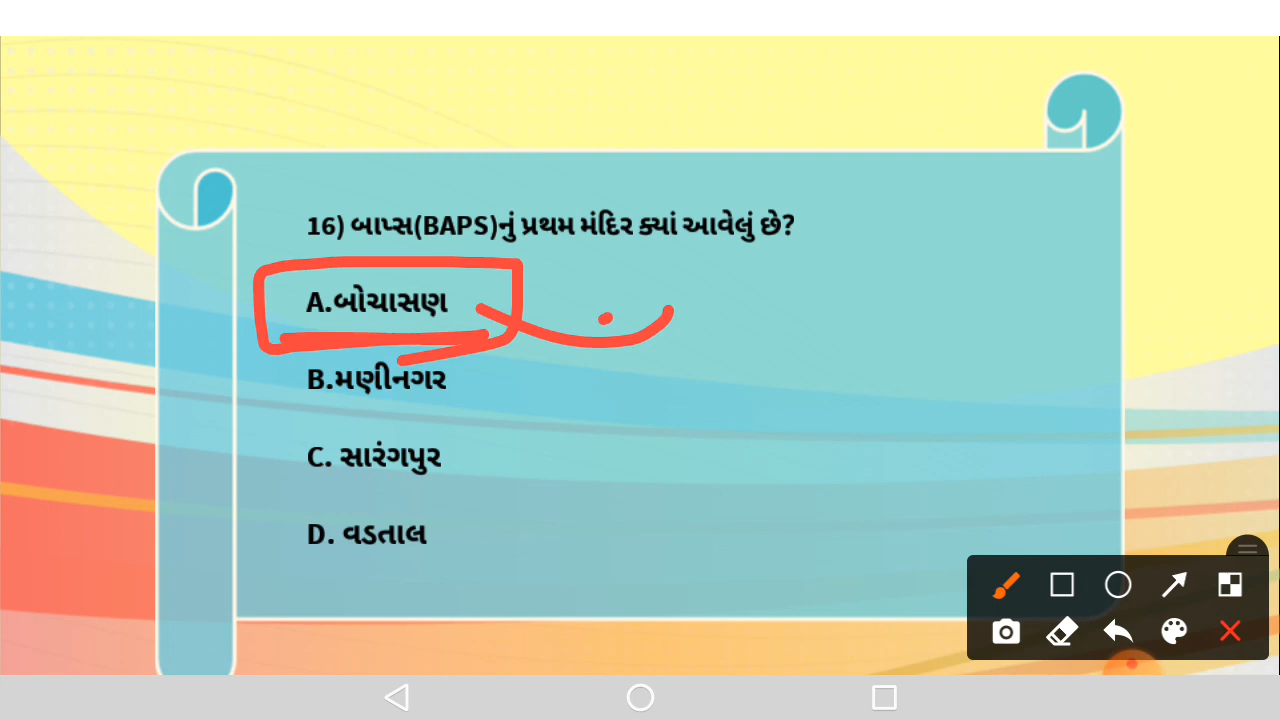 16) બાપ્સ(BAPS)નું પ્રથમ મંદિર ક્યાં આવેલું છે?
A.બોચાસણ
B.મણીનગર
C. સારંગપુર
D. વડતાલ